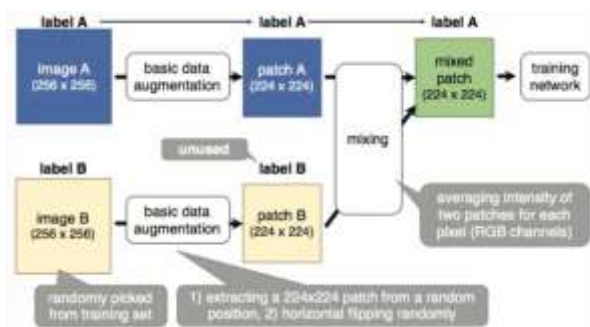 label A
label A
label A
image A
(256 x 256)
basic data
augmentation
patch A
(224 x 224)
mixed
patch
(224 x 224)
training
network
mixing
unused
label B
label B
image B
(256 x 256)
basic data
augmentation
patch B
(224 x 224)
averaging intensity of
two patches for each
pixel (RGB channels)
randomly picked
from training set
1) extracting a 224x224 patch from a random
position, 2) horizontal flipping randomly